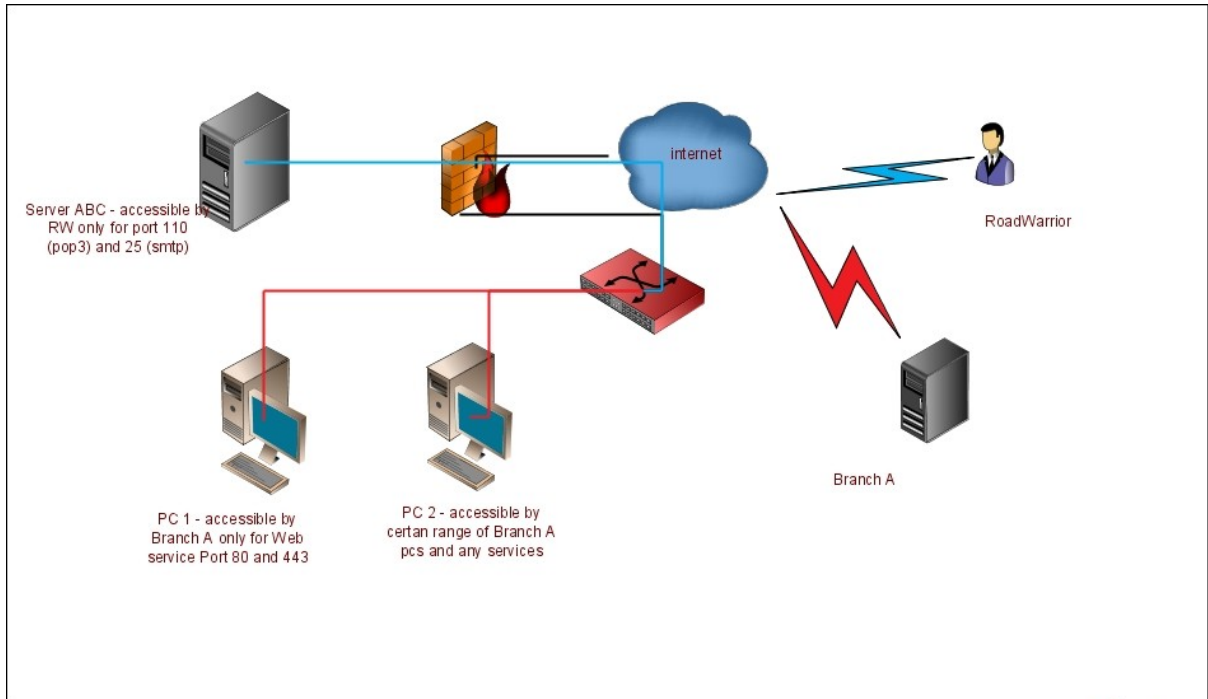 internet
RoadWarrior
Server ABC - accessible by
RW only for port 110
(pop3) and 25 (smtp)
Branch A
PC 1 - accessible by
Branch A only for Web
service Port 80 and 443
PC 2 - accessible by
certan range of Branch A
pcs and any services